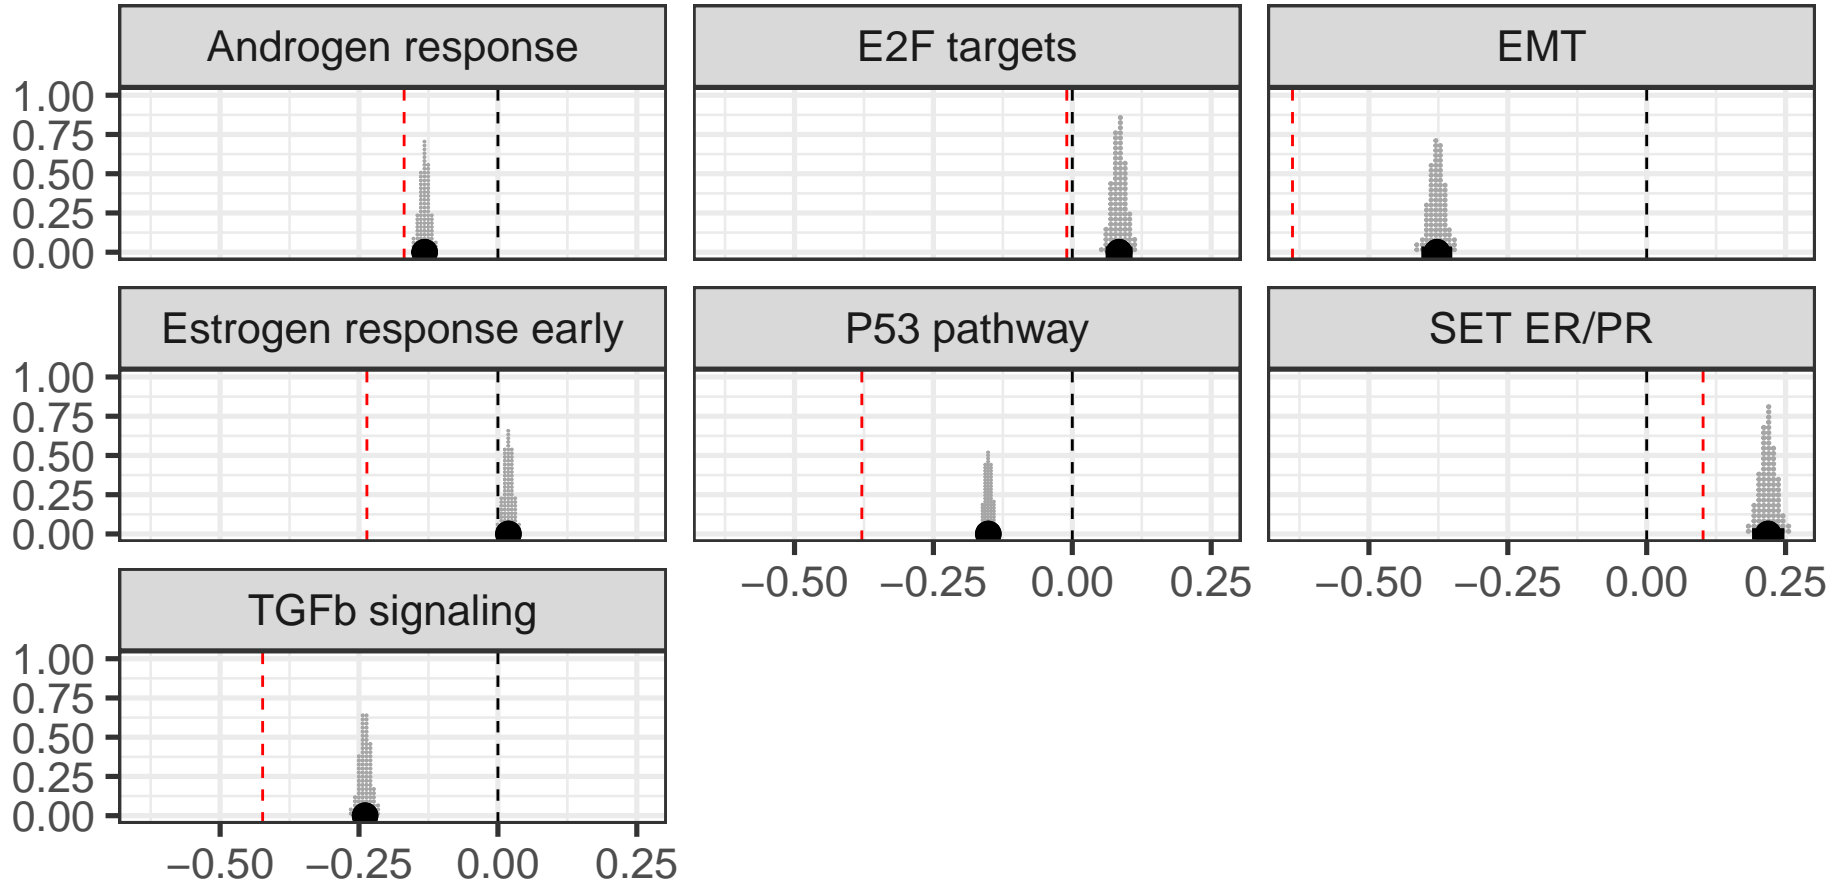 Androgen response
E2F targets
EMT
1.00
0.75
0.50
0.25
0.00
Estrogen response early
P53 pathway
SET ER/PR
1.00
0.75
0.50
0.25
0.00
−0.50 −0.25 0.00 0.25
−0.50 −0.25 0.00 0.25
TGFb signaling
1.00
0.75
0.50
0.25
0.00
−0.50 −0.25 0.00 0.25